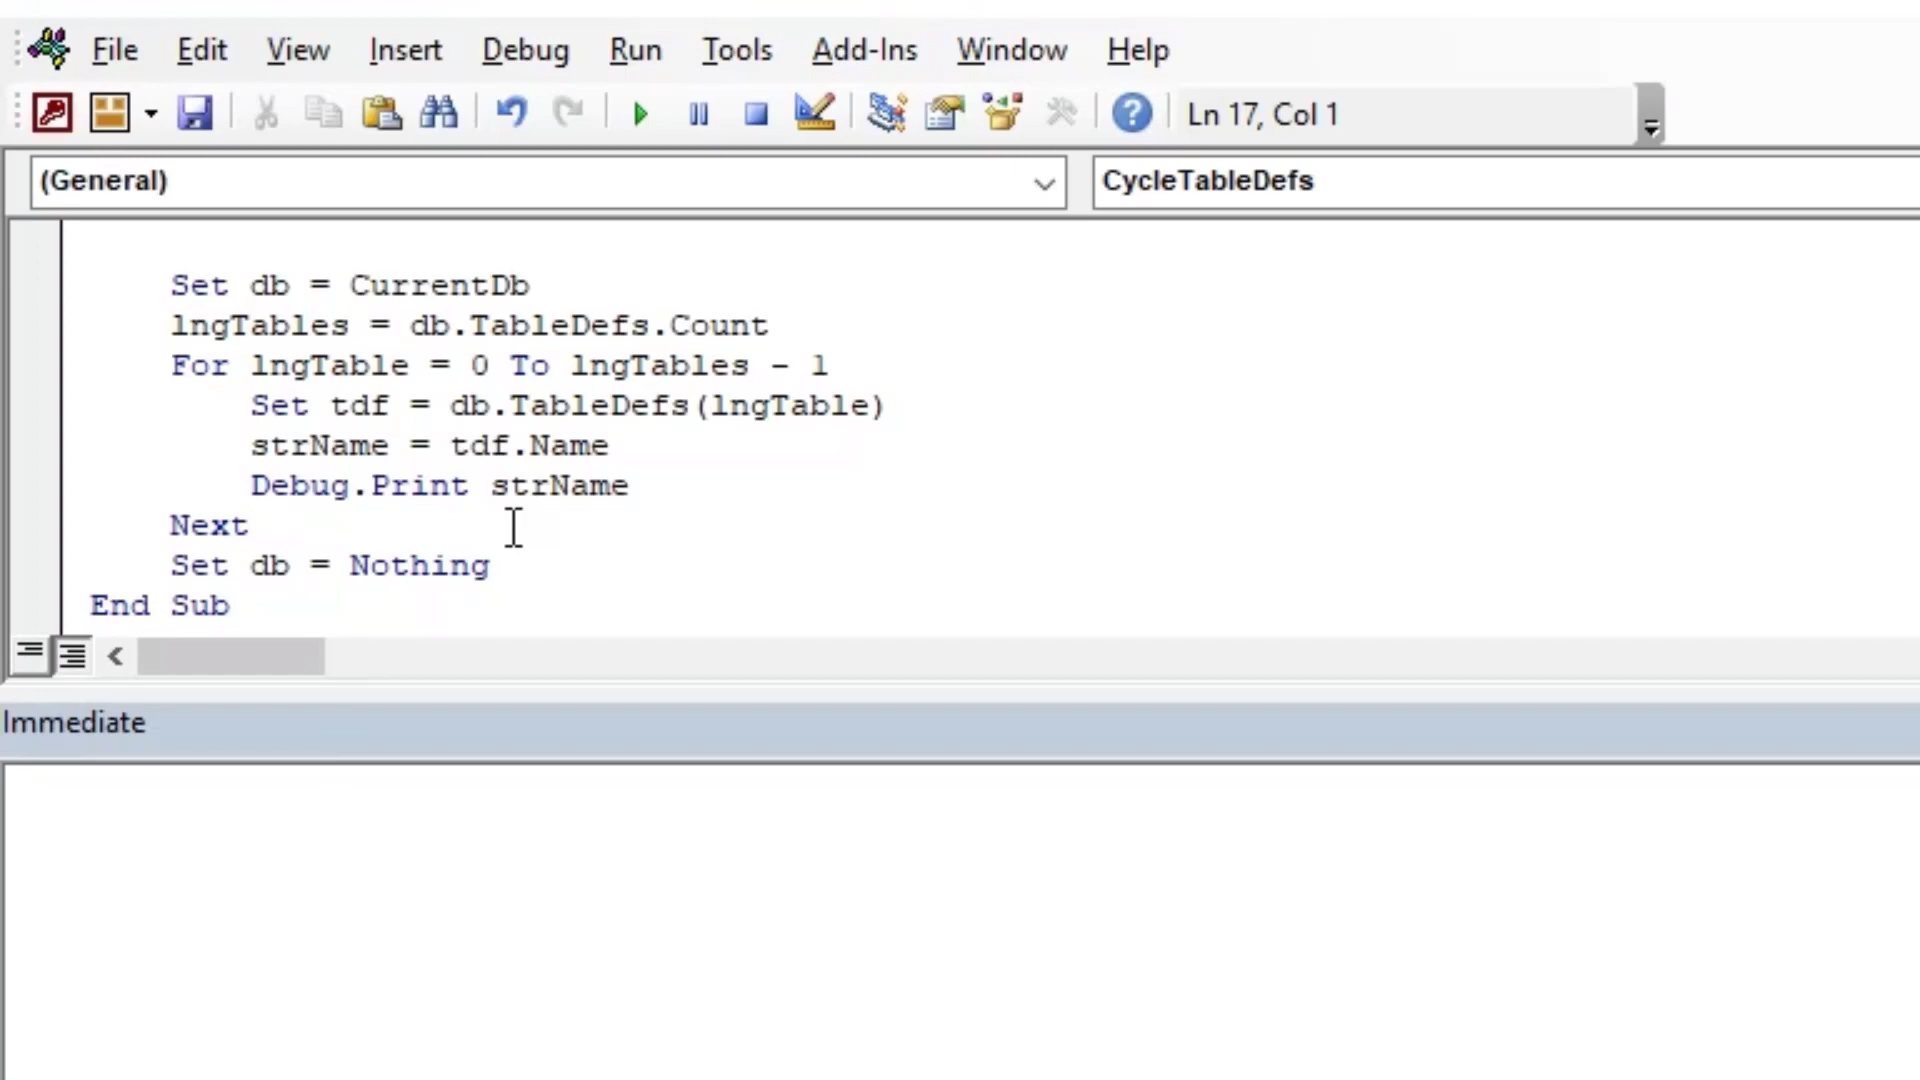 File Edit View Insert Debug Run Tools Add-Ins Window Help
Ln 17, Col 1
(General) CycleTableDefs
Set db = CurrentDb
lngTables = db.TableDefs.Count
For lngTable = 0 To lngTables - 1
Set tdf = db.TableDefs(lngTable)
strName = tdf.Name
Debug.Print strName
Next
Set db = Nothing
End Sub
Immediate